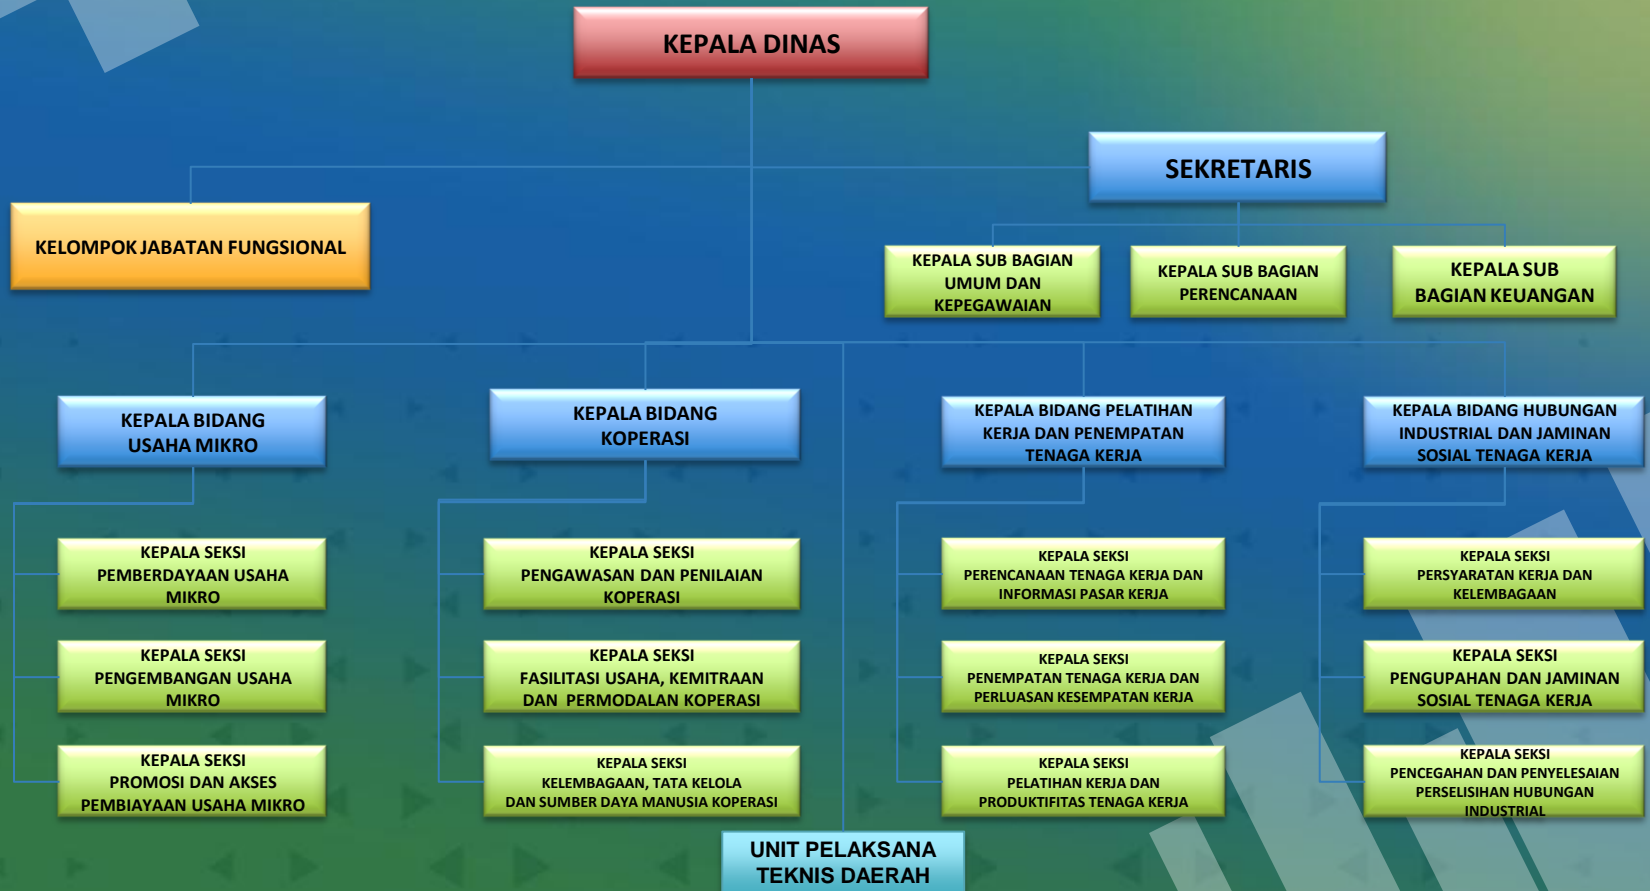 KEPALA DINAS
SEKRETARIS
KELOMPOK JABATAN FUNGSIONAL
KEPALA SUB BAGIAN
UMUM DAN
KEPEGAWAIAN
KEPALA SUB BAGIAN
PERENCANAAN
KEPALA SUB
BAGIAN KEUANGAN
KEPALA BIDANG
USAHA MIKRO
KEPALA BIDANG
KOPERASI
KEPALA BIDANG PELATIHAN
KERJA DAN PENEMPATAN
TENAGA KERJA
KEPALA BIDANG HUBUNGAN
INDUSTRIAL DAN JAMINAN
SOSIAL TENAGA KERJA
KEPALA SEKSI
PEMBERDAYAAN USAHA
MIKRO
KEPALA SEKSI
PENGAWASAN DAN PENILAIAN
KOPERASI
KEPALA SEKSI
PERENCANAAN TENAGA KERJA DAN
INFORMASI PASAR KERJA
KEPALA SEKSI
PERSYARATAN KERJA DAN
KELEMBAGAAN
KEPALA SEKSI
PENGEMBANGAN USAHA
MIKRO
KEPALA SEKSI
FASILITASI USAHA, KEMITRAAN
DAN PERMODALAN KOPERASI
KEPALA SEKSI
PENEMPATAN TENAGA KERJA DAN
PERLUASAN KESEMPATAN KERJA
KEPALA SEKSI
PENGUPAHAN DAN JAMINAN
SOSIAL TENAGA KERJA
KEPALA SEKSI
PROMOSI DAN AKSES
PEMBIAYAAN USAHA MIKRO
KEPALA SEKSI
KELEMBAGAAN, TATA KELOLA
DAN SUMBER DAYA MANUSIA KOPERASI
KEPALA SEKSI
PELATIHAN KERJA DAN
PRODUKTIFITAS TENAGA KERJA
KEPALA SEKSI
PENCEGAHAN DAN PENYELESAIAN
PERSELISIHAN HUBUNGAN
INDUSTRIAL
UNIT PELAKSANA
TEKNIS DAERAH